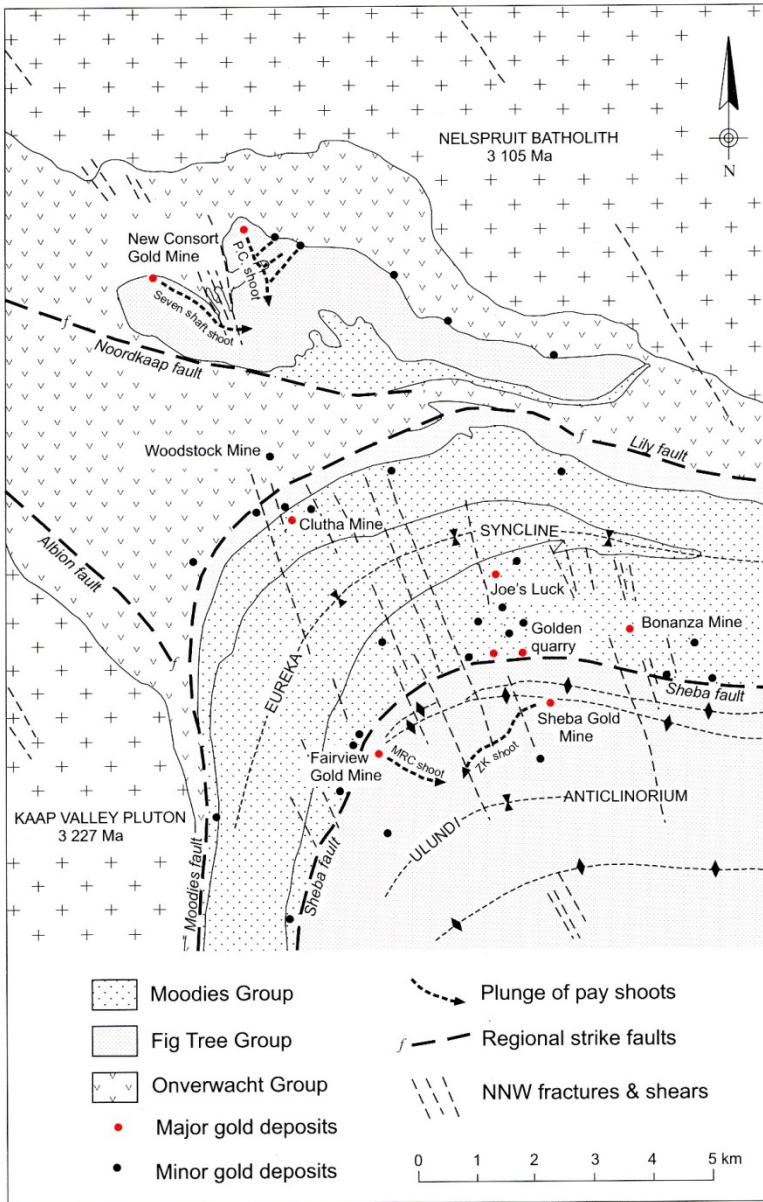 NELSPRUIT BATHOLITH
3 105 Ma
N
New Consort
Gold Mine
P.C. shoot
Seven shaft shoot
f
Noordkaap fault
Woodstock Mine
f
Lily fault
Clutha Mine
SYNCLINE
Albion fault
Joe's Luck
Bonanza Mine
Golden
quarry
f
EUREKA
Sheba fault
Sheba Gold
Mine
Fairview
Gold Mine
MRC shoot
ZK shoot
KAAP VALLEY PLUTON
3 227 Ma
ANTICLINORIUM
ULUNDI
Moodies fault
Sheba fault
Moodies Group
Fig Tree Group
Onverwacht Group
Major gold deposits
Minor gold deposits
Plunge of pay shoots
f
Regional strike faults
NNW fractures & shears
0 1 2 3 4 5 km